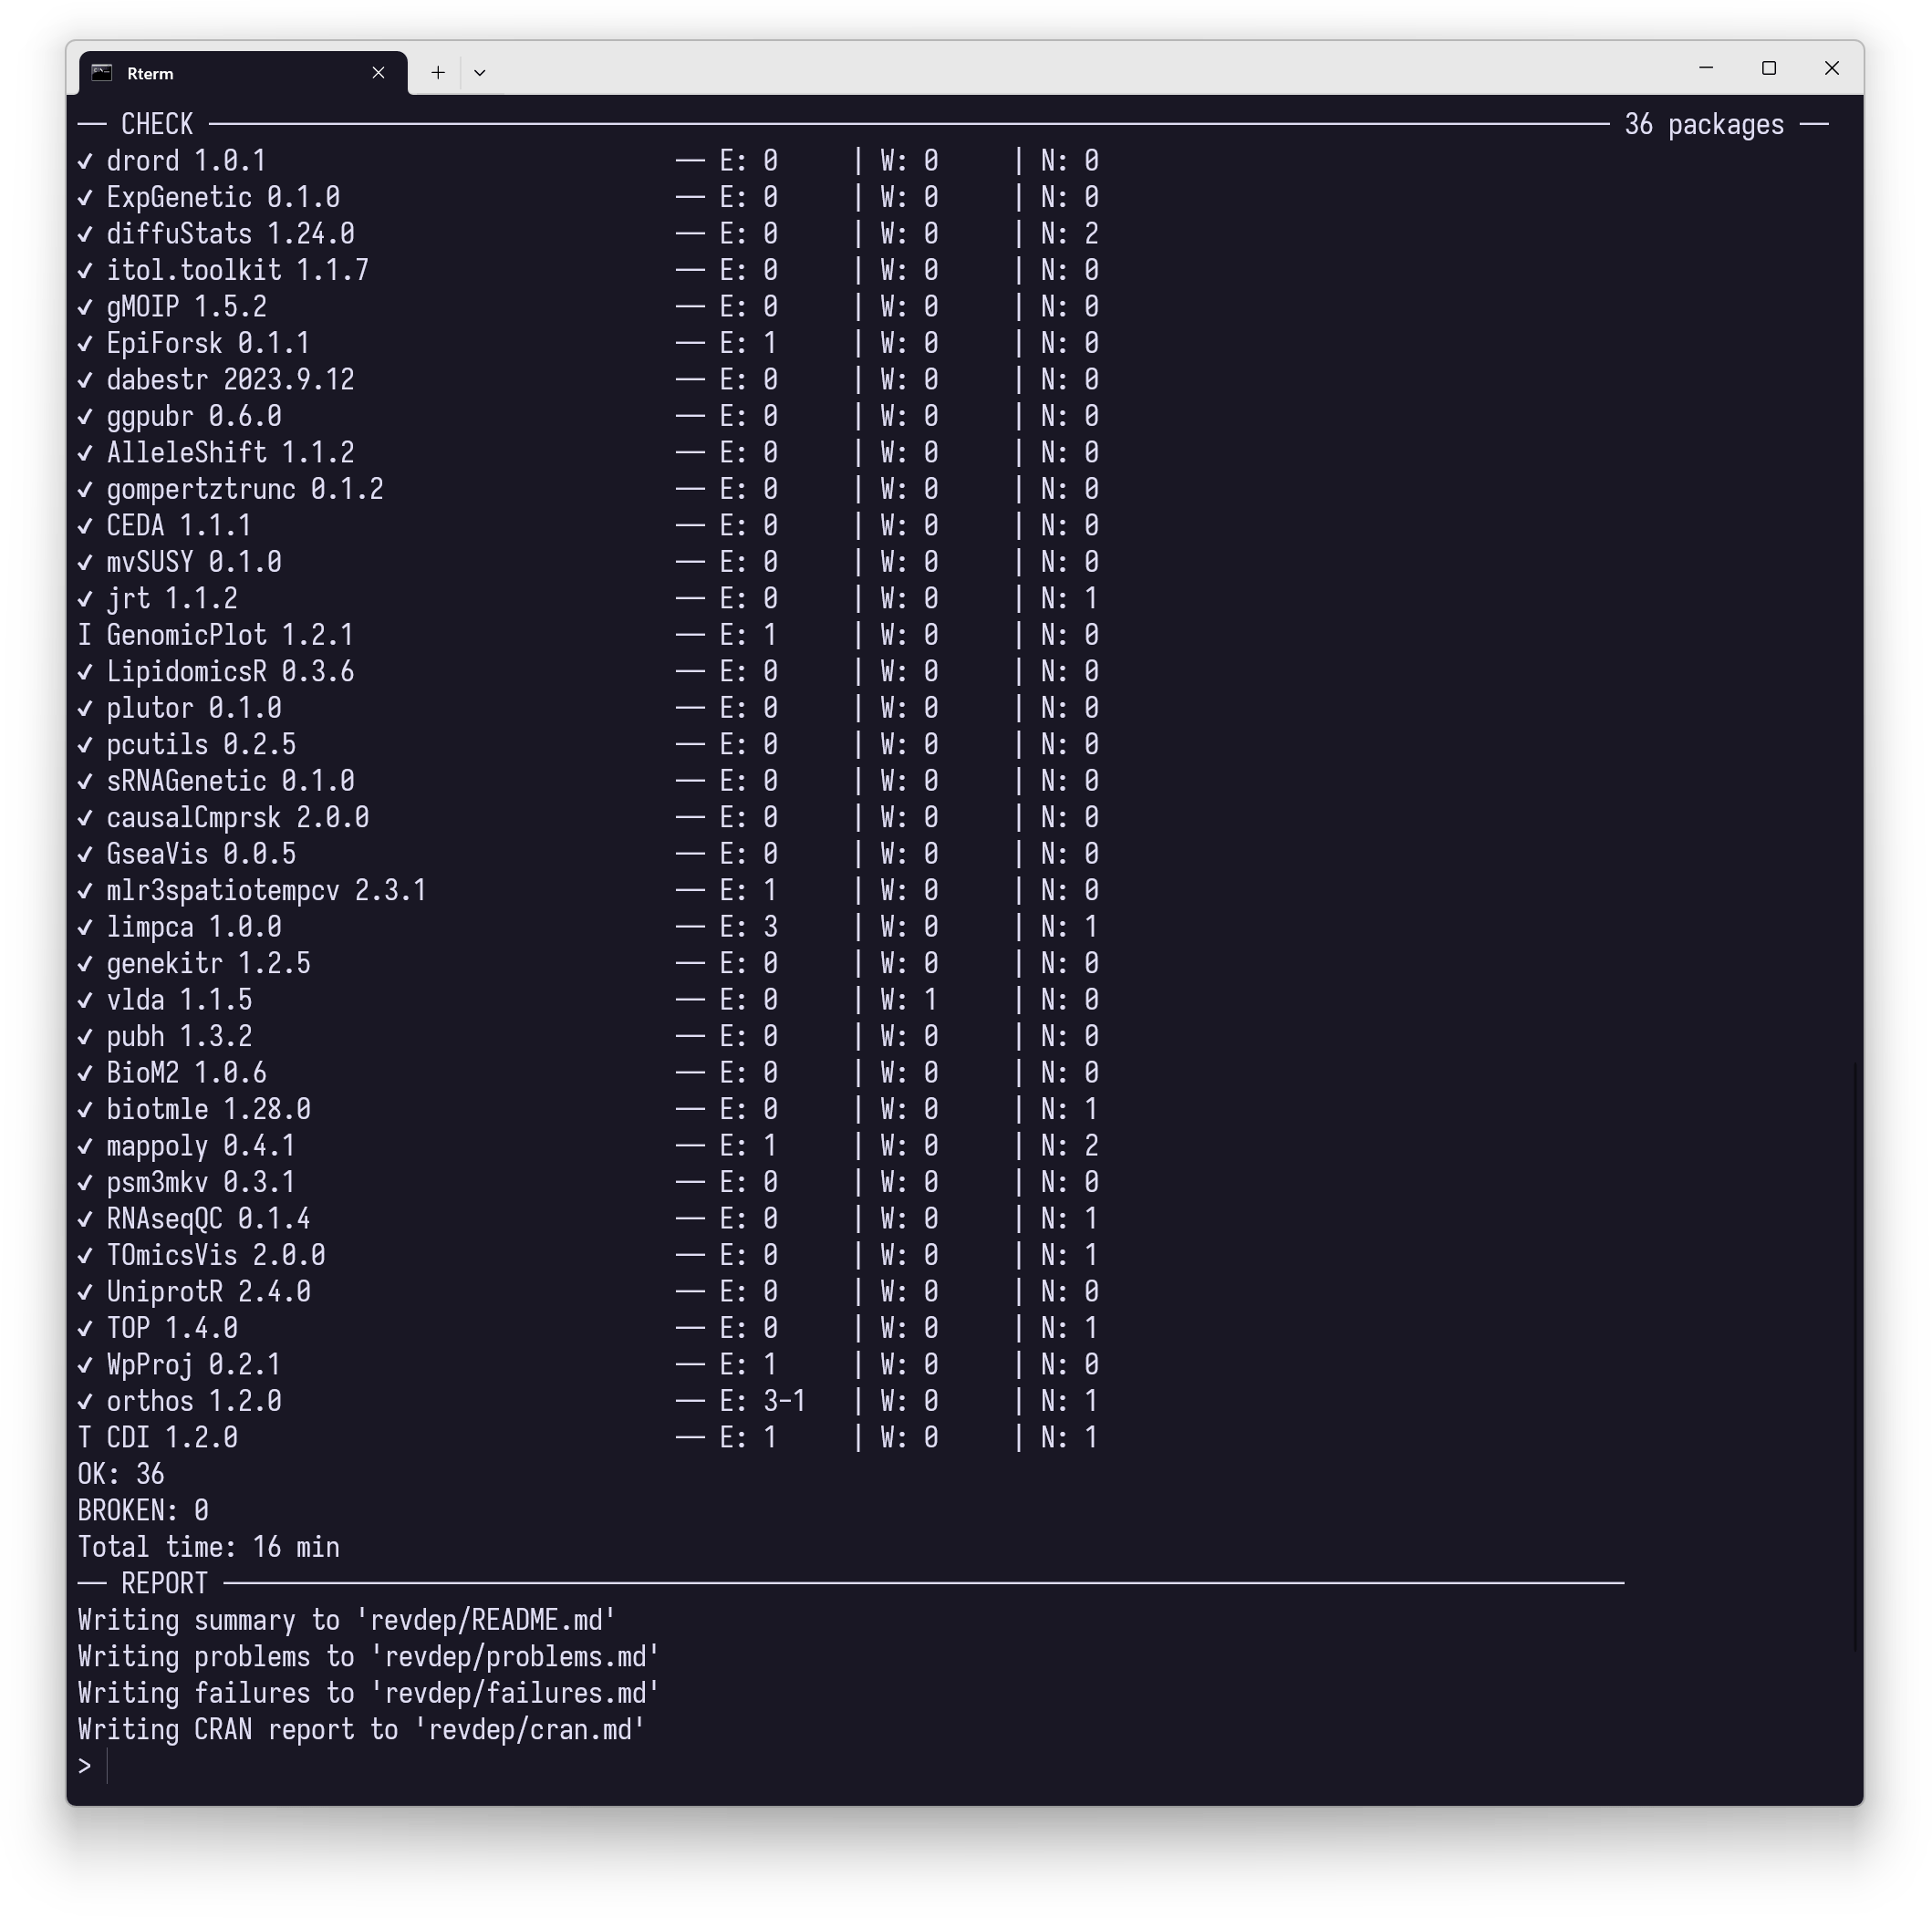 Rterm
── CHECK ──────────────────── 36 packages ──
✔ drord 1.0.1 ── E: 0 | W: 0 | N: 0
✔ ExpGenetic 0.1.0 ── E: 0 | W: 0 | N: 0
✔ diffuStats 1.24.0 ── E: 0 | W: 0 | N: 2
✔ itol.toolkit 1.1.7 ── E: 0 | W: 0 | N: 0
✔ gMOIP 1.5.2 ── E: 0 | W: 0 | N: 0
✔ EpiForsk 0.1.1 ── E: 1 | W: 0 | N: 0
✔ dabestr 2023.9.12 ── E: 0 | W: 0 | N: 0
✔ ggpubr 0.6.0 ── E: 0 | W: 0 | N: 0
✔ AlleleShift 1.1.2 ── E: 0 | W: 0 | N: 0
✔ gompertztrunc 0.1.2 ── E: 0 | W: 0 | N: 0
✔ CEDA 1.1.1 ── E: 0 | W: 0 | N: 0
✔ mvSUSY 0.1.0 ── E: 0 | W: 0 | N: 0
✔ jrt 1.1.2 ── E: 0 | W: 0 | N: 1
I GenomicPlot 1.2.1 ── E: 1 | W: 0 | N: 0
✔ LipidomicsR 0.3.6 ── E: 0 | W: 0 | N: 0
✔ plutor 0.1.0 ── E: 0 | W: 0 | N: 0
✔ pcutils 0.2.5 ── E: 0 | W: 0 | N: 0
✔ sRNAGenetic 0.1.0 ── E: 0 | W: 0 | N: 0
✔ causalCmprsk 2.0.0 ── E: 0 | W: 0 | N: 0
✔ GseaVis 0.0.5 ── E: 0 | W: 0 | N: 0
✔ mlr3spatiotempcv 2.3.1 ── E: 1 | W: 0 | N: 0
✔ limpca 1.0.0 ── E: 3 | W: 0 | N: 1
✔ genekitr 1.2.5 ── E: 0 | W: 0 | N: 0
✔ vlda 1.1.5 ── E: 0 | W: 1 | N: 0
✔ pubh 1.3.2 ── E: 0 | W: 0 | N: 0
✔ BioM2 1.0.6 ── E: 0 | W: 0 | N: 0
✔ biotmle 1.28.0 ── E: 0 | W: 0 | N: 1
✔ mappoly 0.4.1 ── E: 1 | W: 0 | N: 2
✔ psm3mkv 0.3.1 ── E: 0 | W: 0 | N: 0
✔ RNAseqQC 0.1.4 ── E: 0 | W: 0 | N: 1
✔ TOmicsVis 2.0.0 ── E: 0 | W: 0 | N: 1
✔ UniprotR 2.4.0 ── E: 0 | W: 0 | N: 0
✔ TOP 1.4.0 ── E: 0 | W: 0 | N: 1
✔ WpProj 0.2.1 ── E: 1 | W: 0 | N: 0
✔ orthos 1.2.0 ── E: 3-1 | W: 0 | N: 1
T CDI 1.2.0 ── E: 1 | W: 0 | N: 1
OK: 36
BROKEN: 0
Total time: 16 min
── REPORT ────────────────────
Writing summary to 'revdep/README.md'
Writing problems to 'revdep/problems.md'
Writing failures to 'revdep/failures.md'
Writing CRAN report to 'revdep/cran.md'
>